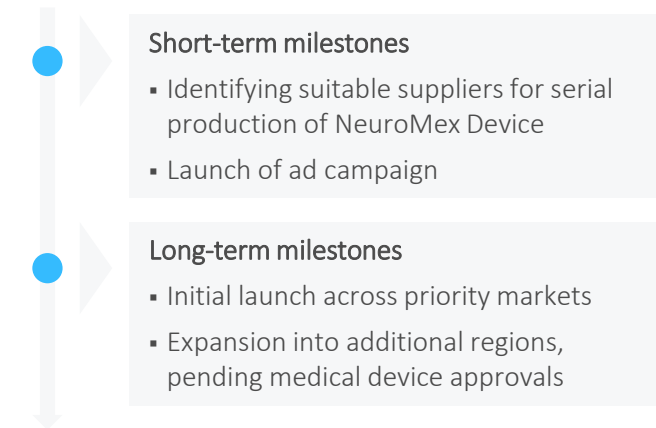 Short-term milestones
▪ Identifying suitable suppliers for serial
production of NeuroMex Device
▪ Launch of ad campaign
Long-term milestones
▪ Initial launch across priority markets
▪ Expansion into additional regions,
pending medical device approvals